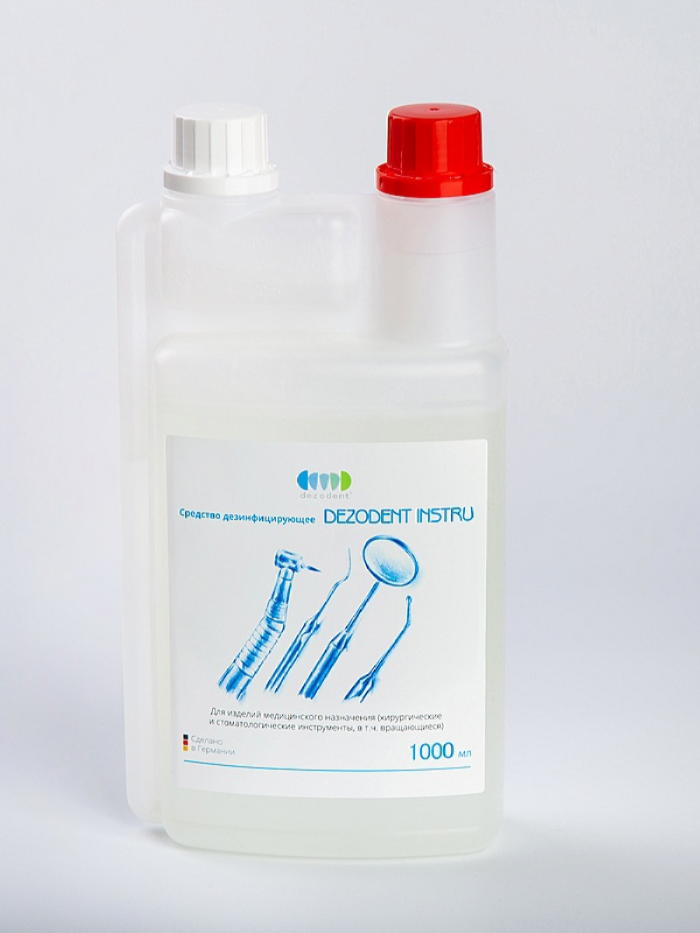 dezodent
Средство дезинфицирующее DEZODENT INSTRU
Для изделий медицинского назначения (хирургические
и стоматологические инструменты, в т.ч. вращающиеся)
Сделано
в Германии
1000 мл